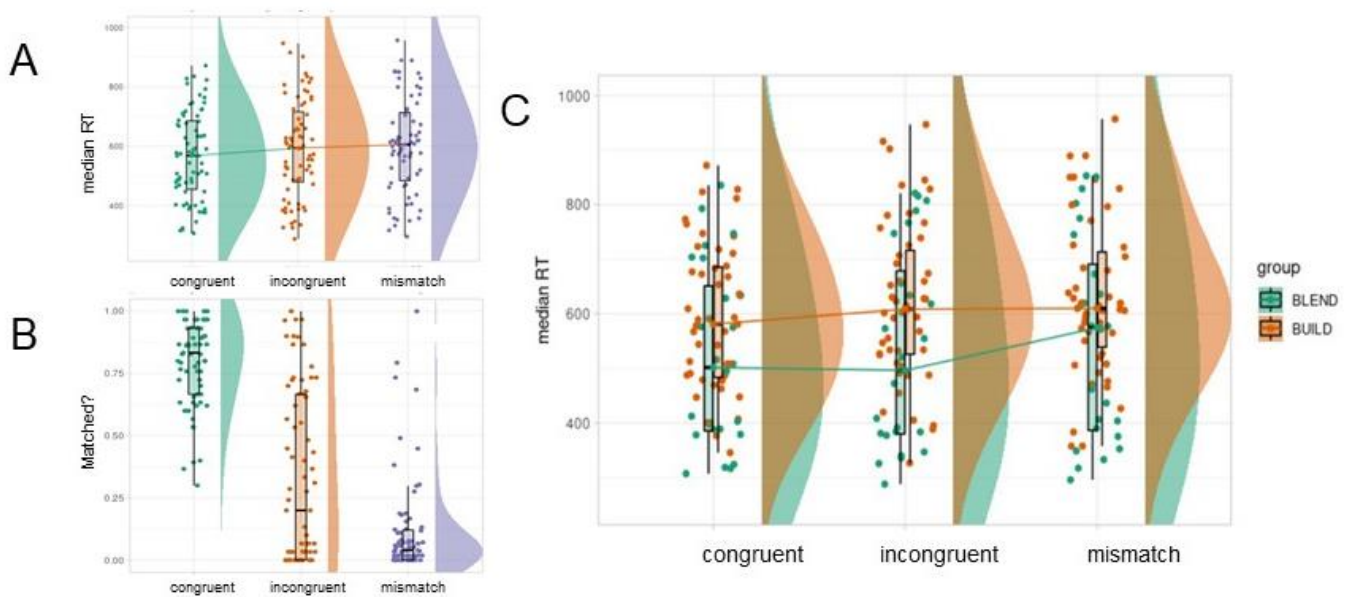 A
median RT
1000
800
600
400
congruent incongruent mismatch
B
Matched?
1.00
0.75
0.50
0.25
0.00
congruent incongruent mismatch
C
median RT
1000
800
600
400
congruent incongruent mismatch
group
BLEND
BUILD